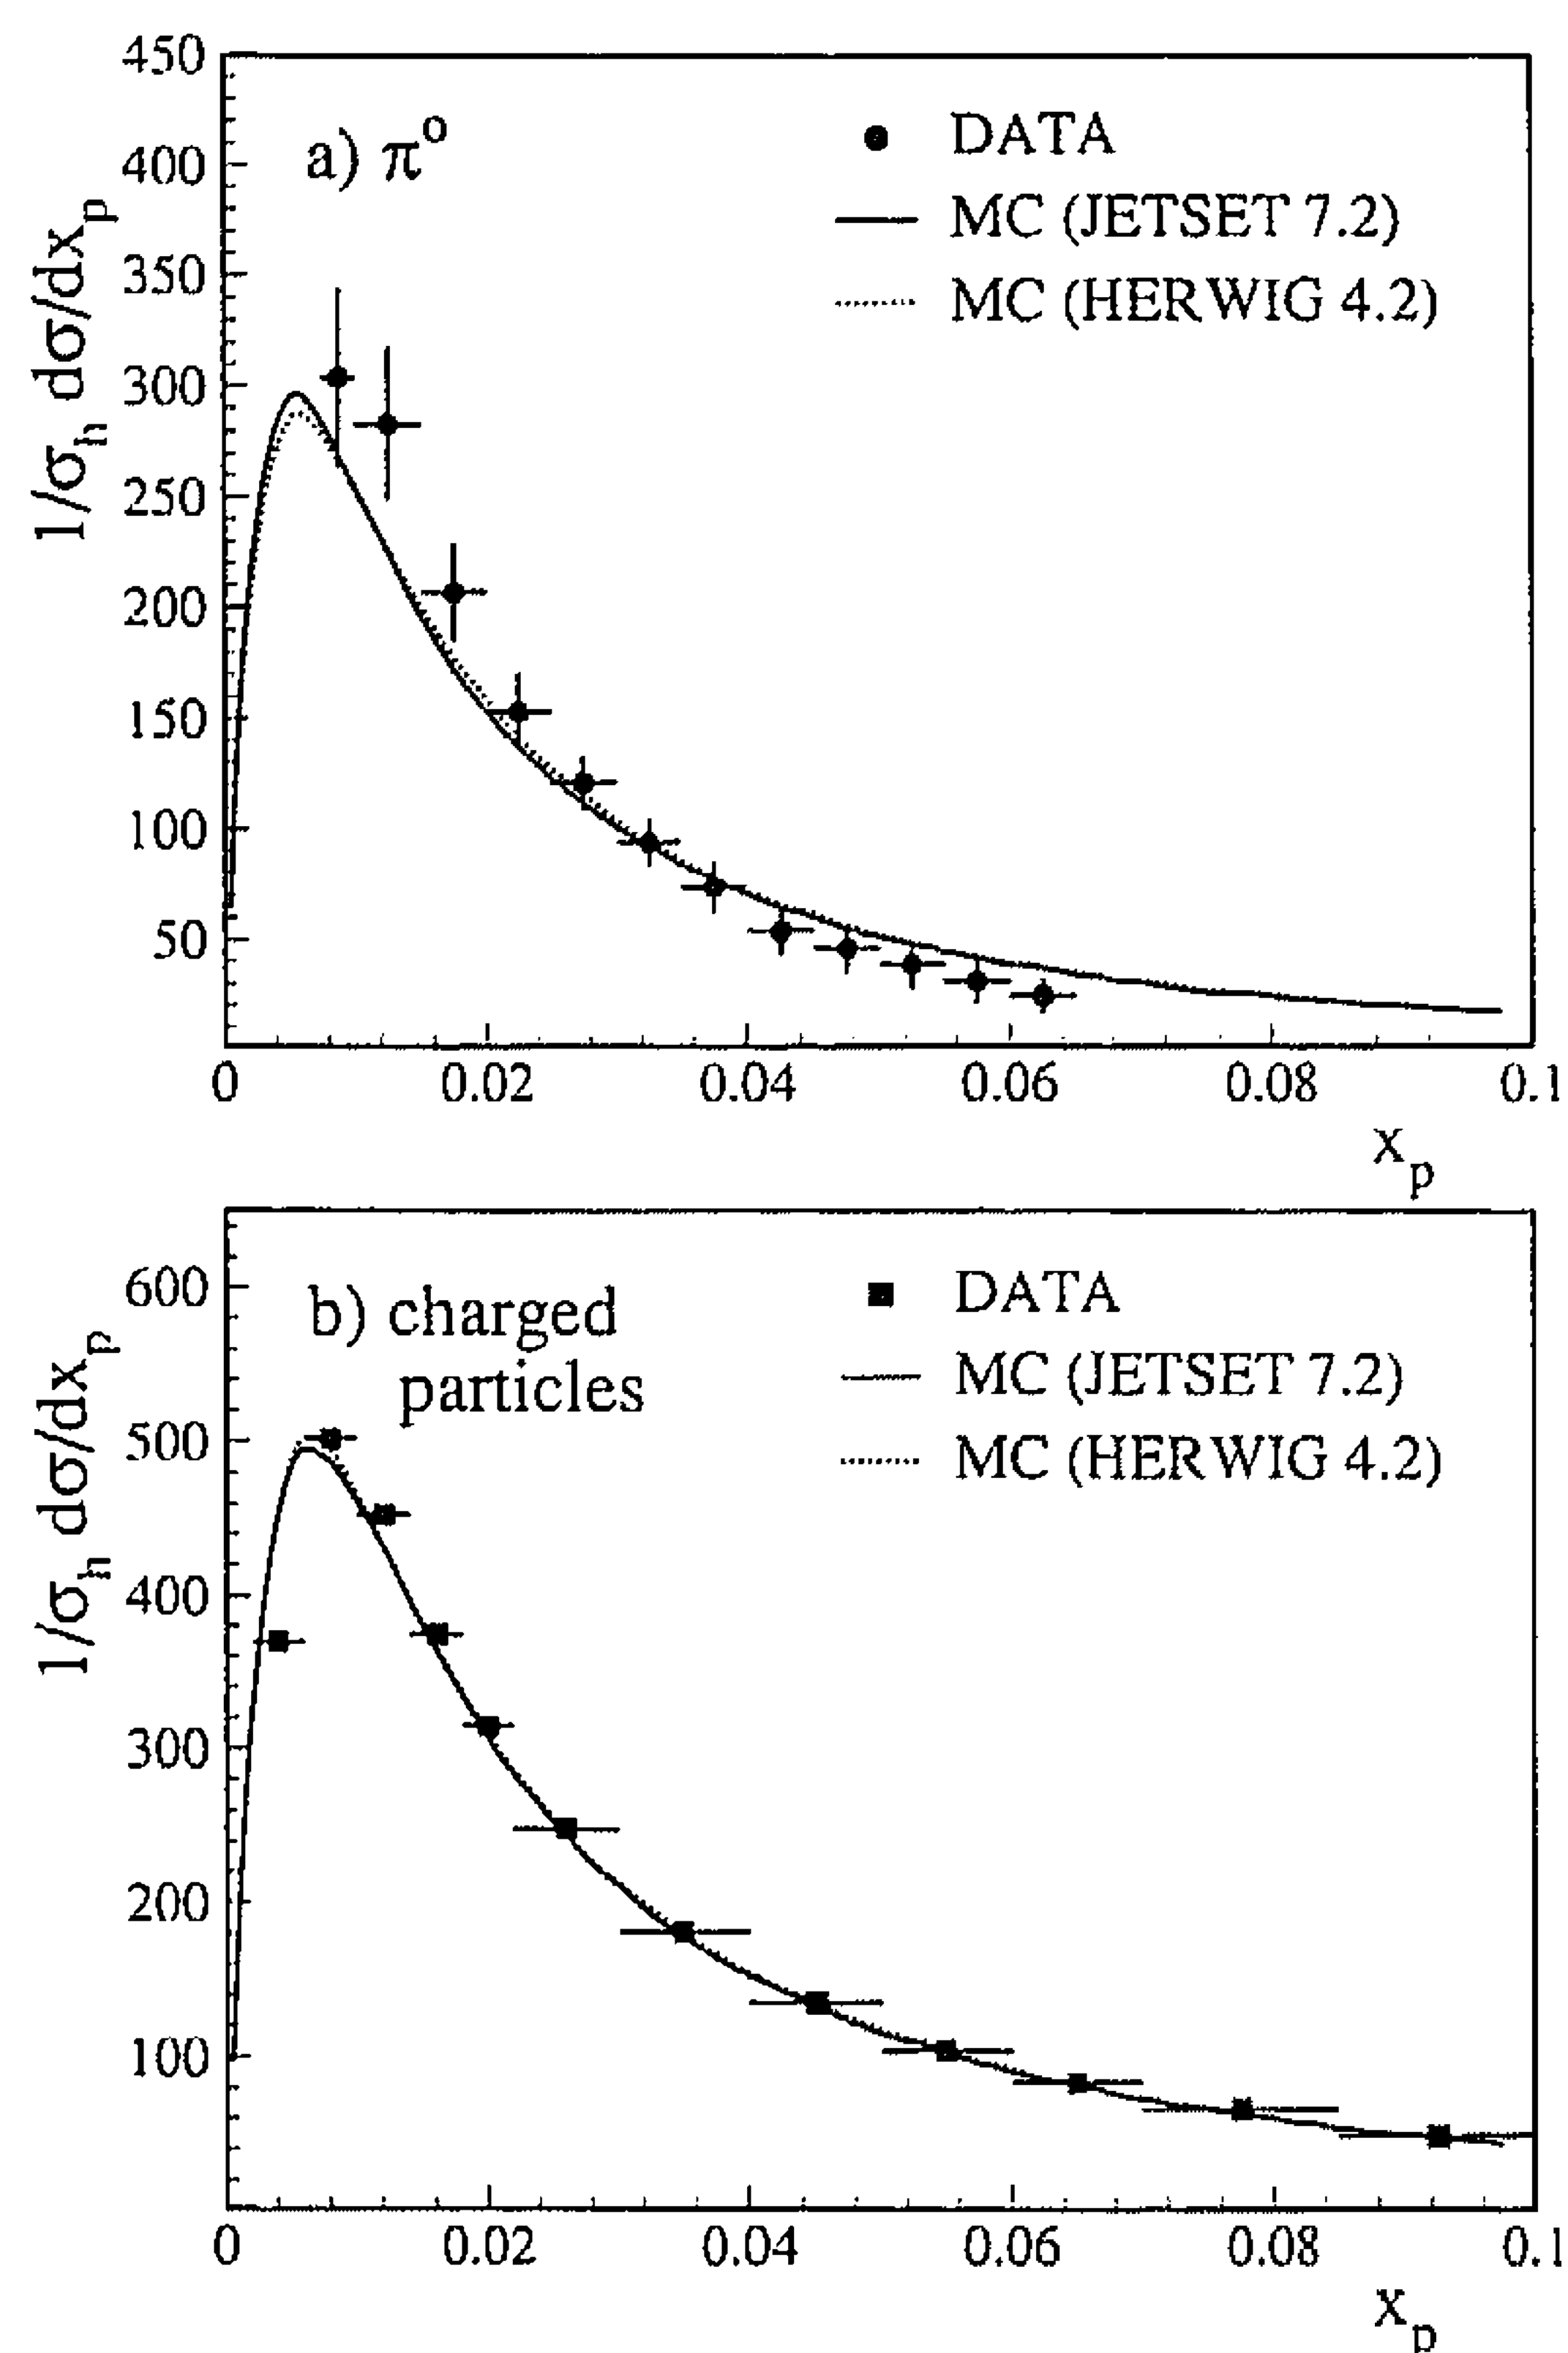 450
400
350
300
250
200
150
100
50
1/σh dσ/dxp
a) π⁰
DATA
MC (JETSET 7.2)
MC (HERWIG 4.2)
0 0.02 0.04 0.06 0.08 0.1
xp
600
500
400
300
200
100
1/σh dσ/dxp
b) charged
particles
DATA
MC (JETSET 7.2)
MC (HERWIG 4.2)
0 0.02 0.04 0.06 0.08 0.1
xp